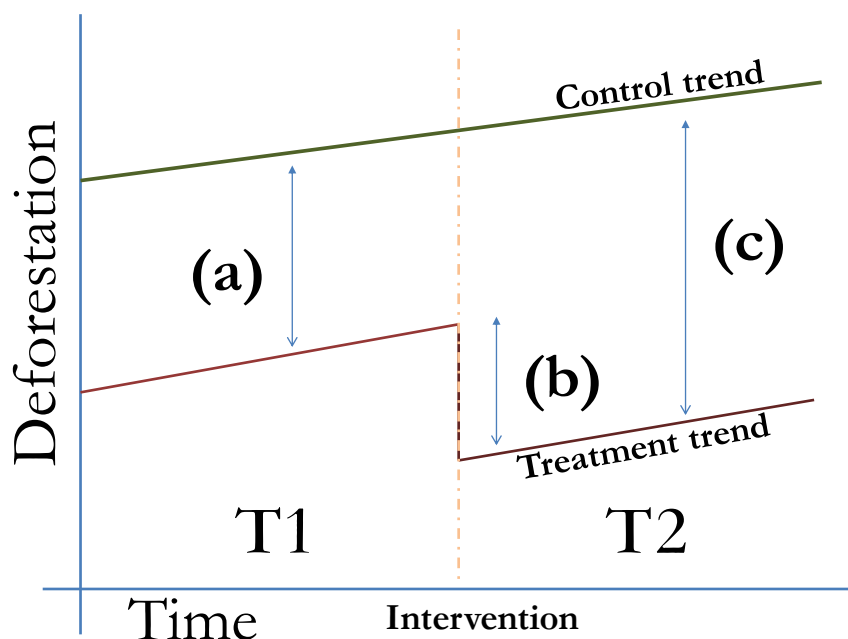 Deforestation
Control trend
(a)
(c)
(b)
Treatment trend
T1
T2
Time
Intervention